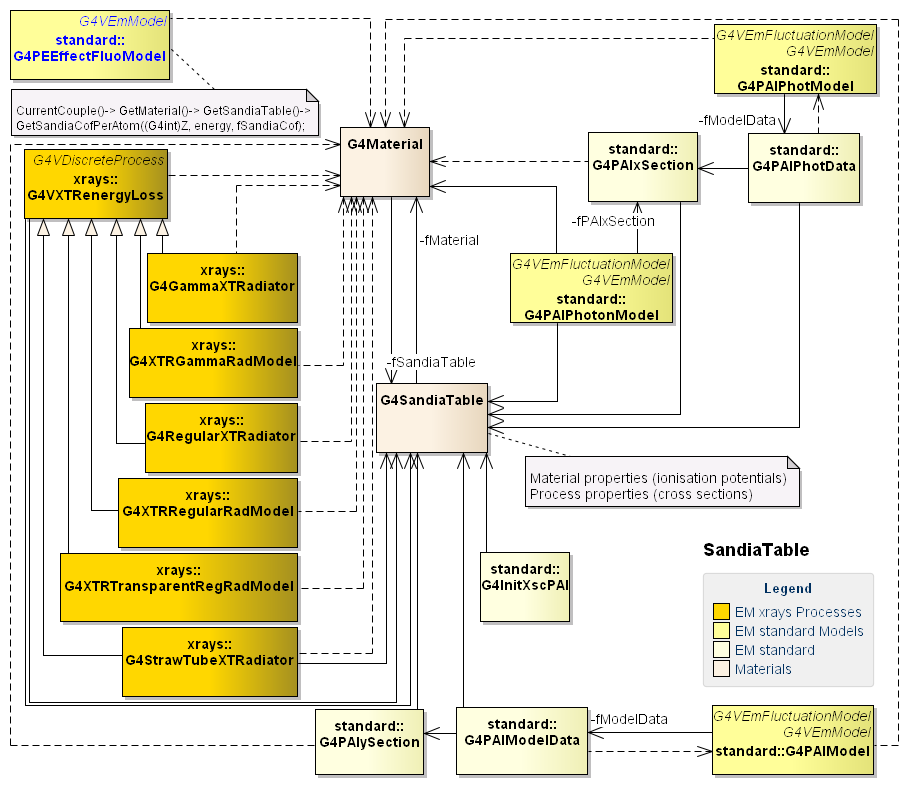 G4VEmModel
standard::
G4PEEffectFluoModel
CurrentCouple()-> GetMaterial()-> GetSandiaTable()->
GetSandiaCofPerAtom((G4int)Z, energy, fSandiaCof);
G4VEmFluctuationModel
G4VEmModel
standard::
G4PAIPhotModel
-fModelData
G4Material
standard::
G4PAIxSection
standard::
G4PAIPhotData
G4VDiscreteProcess
xrays::
G4VXTRenergyLoss
-fPAIxSection
-fMaterial
xrays::
G4GammaXTRadiator
G4VEmFluctuationModel
G4VEmModel
standard::
G4PAIPhotonModel
xrays::
G4XTRGammaRadModel
-fSandiaTable
G4SandiaTable
xrays::
G4RegularXTRadiator
Material properties (ionisation potentials)
Process properties (cross sections)
xrays::
G4XTRRegularRadModel
xrays::
G4XTRTransparentRegRadModel
standard::
G4InitXscPAI
SandiaTable
Legend
EM xrays Processes
EM standard Models
EM standard
Materials
xrays::
G4StrawTubeXTRadiator
standard::
G4PAIySection
standard::
G4PAIModelData
-fModelData
G4VEmFluctuationModel
G4VEmModel
standard::G4PAIModel